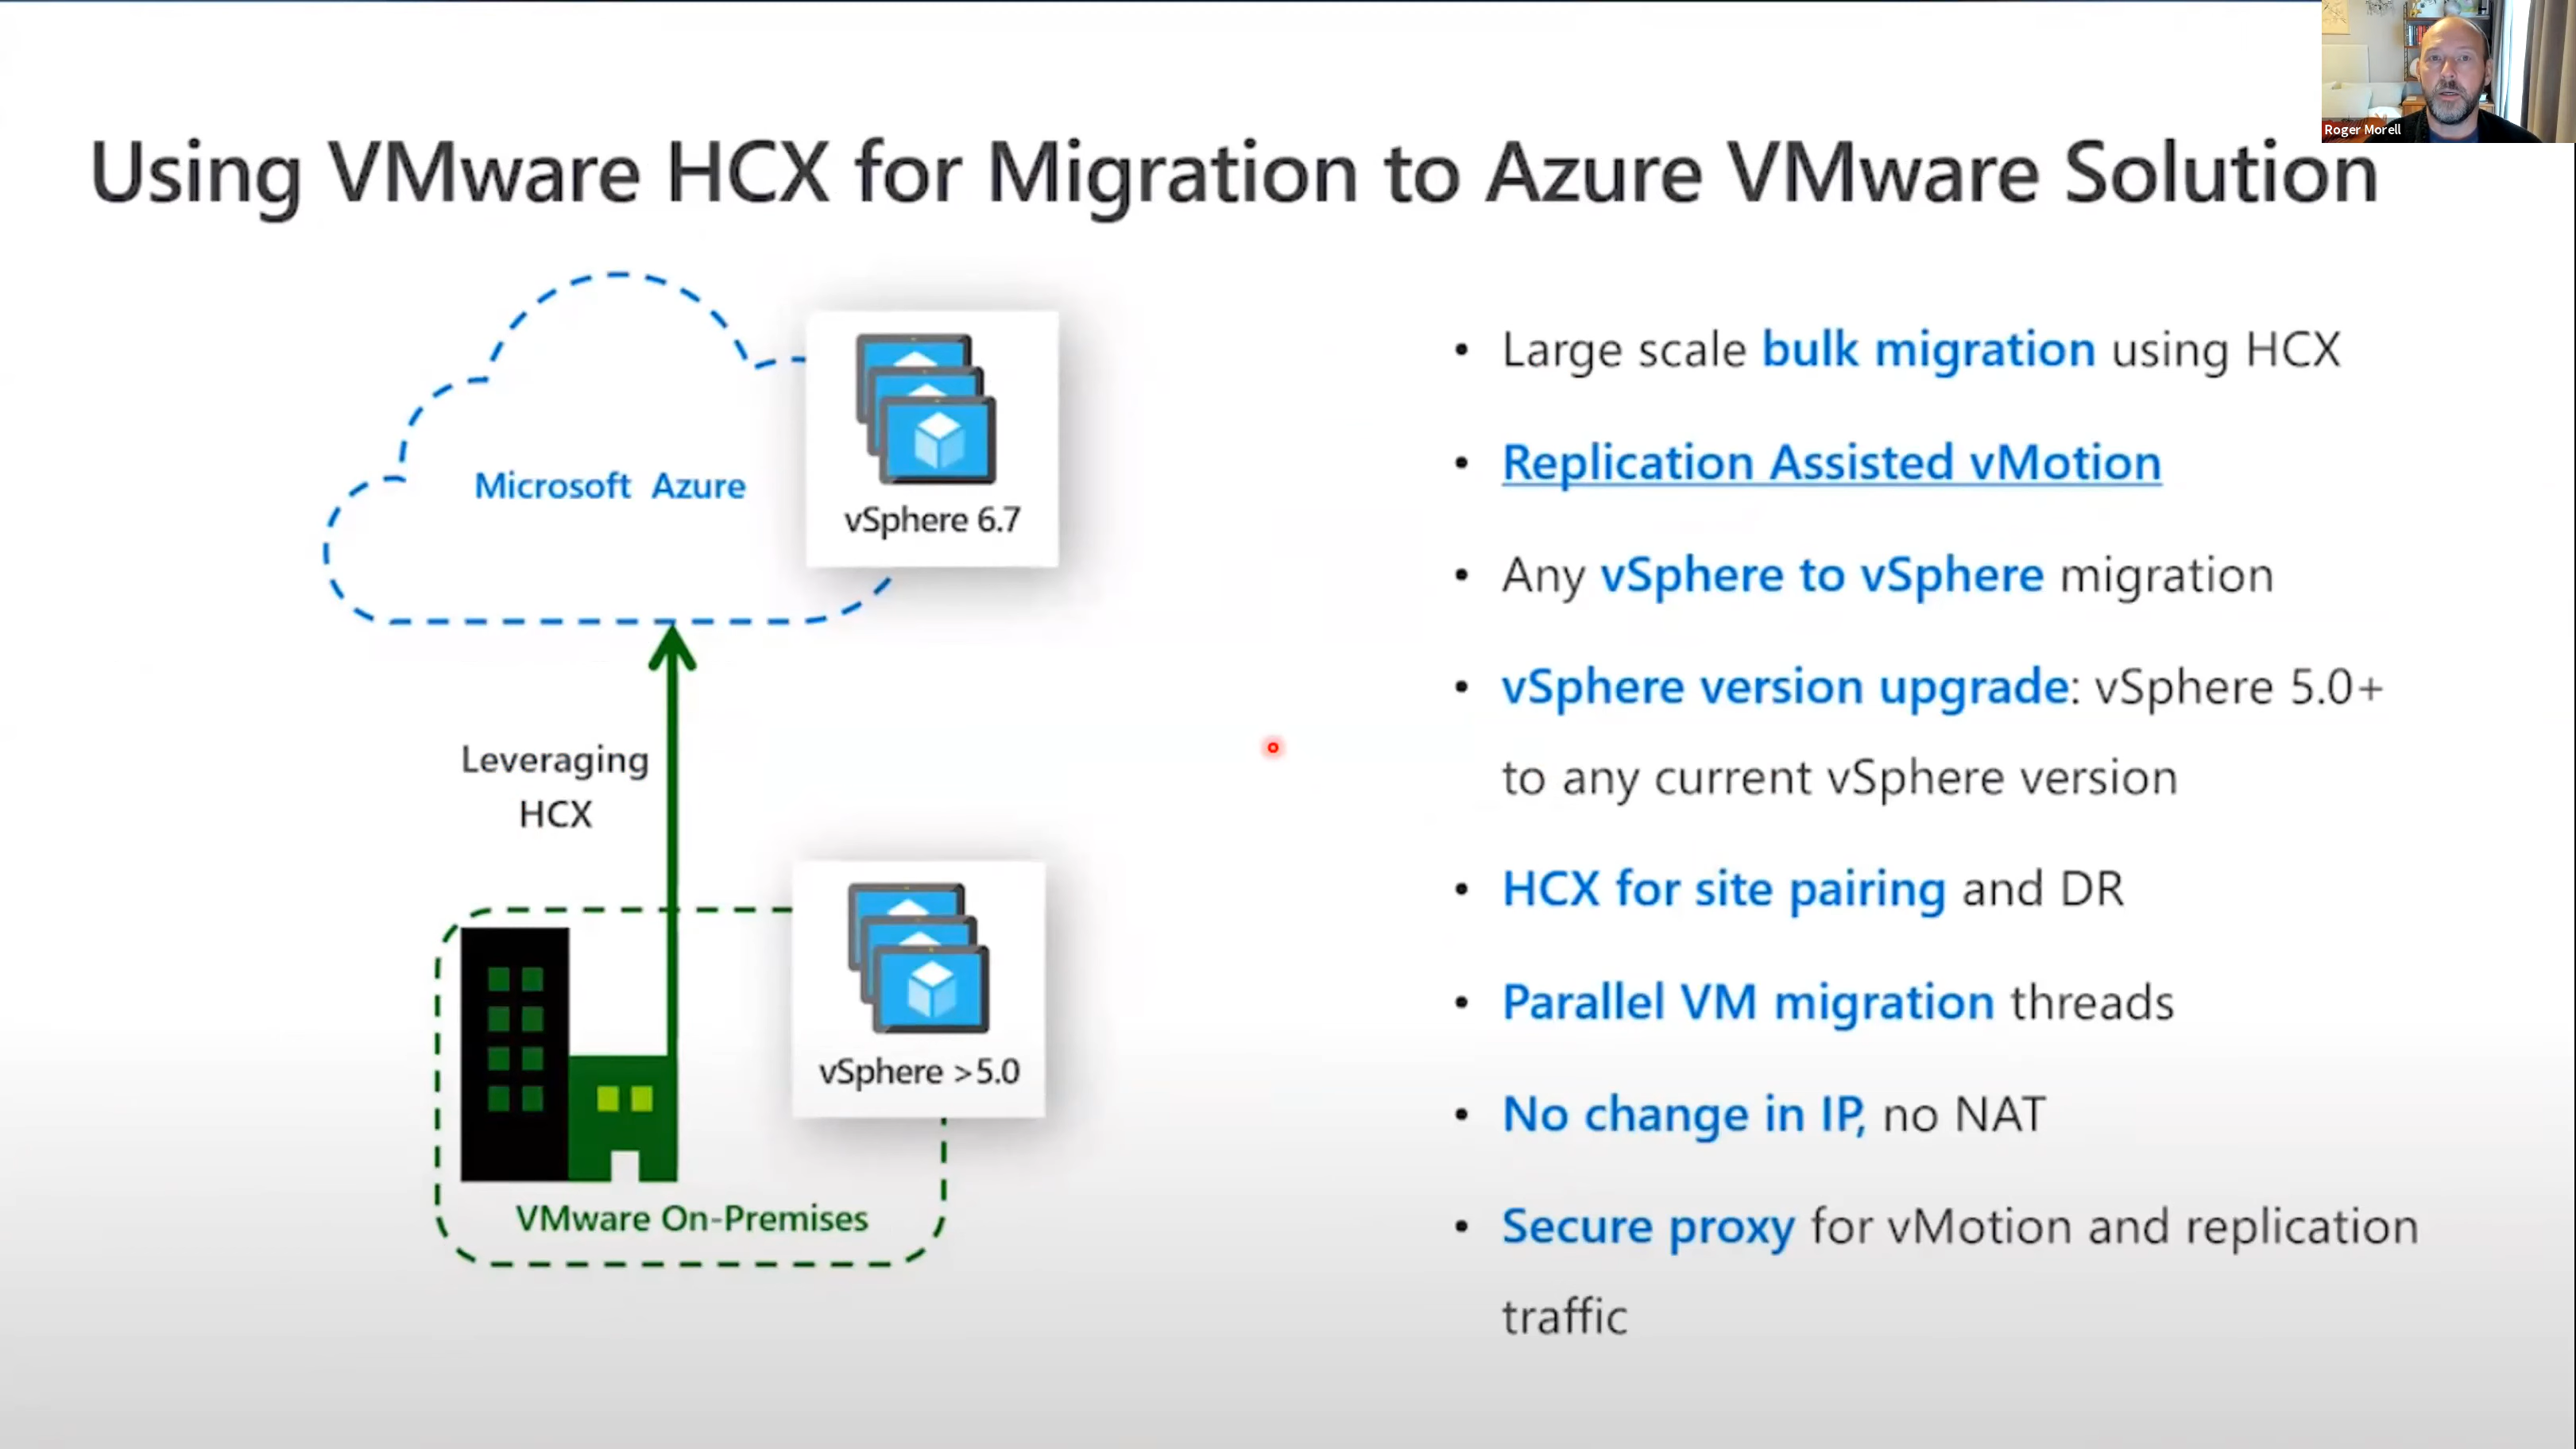 Roger Morell
Using VMware HCX for Migration to Azure VMware Solution
Microsoft Azure
vSphere 6.7
Leveraging
HCX
vSphere >5.0
VMware On-Premises
• Large scale bulk migration using HCX
• Replication Assisted vMotion
• Any vSphere to vSphere migration
• vSphere version upgrade: vSphere 5.0+
to any current vSphere version
• HCX for site pairing and DR
• Parallel VM migration threads
• No change in IP, no NAT
• Secure proxy for vMotion and replication
traffic